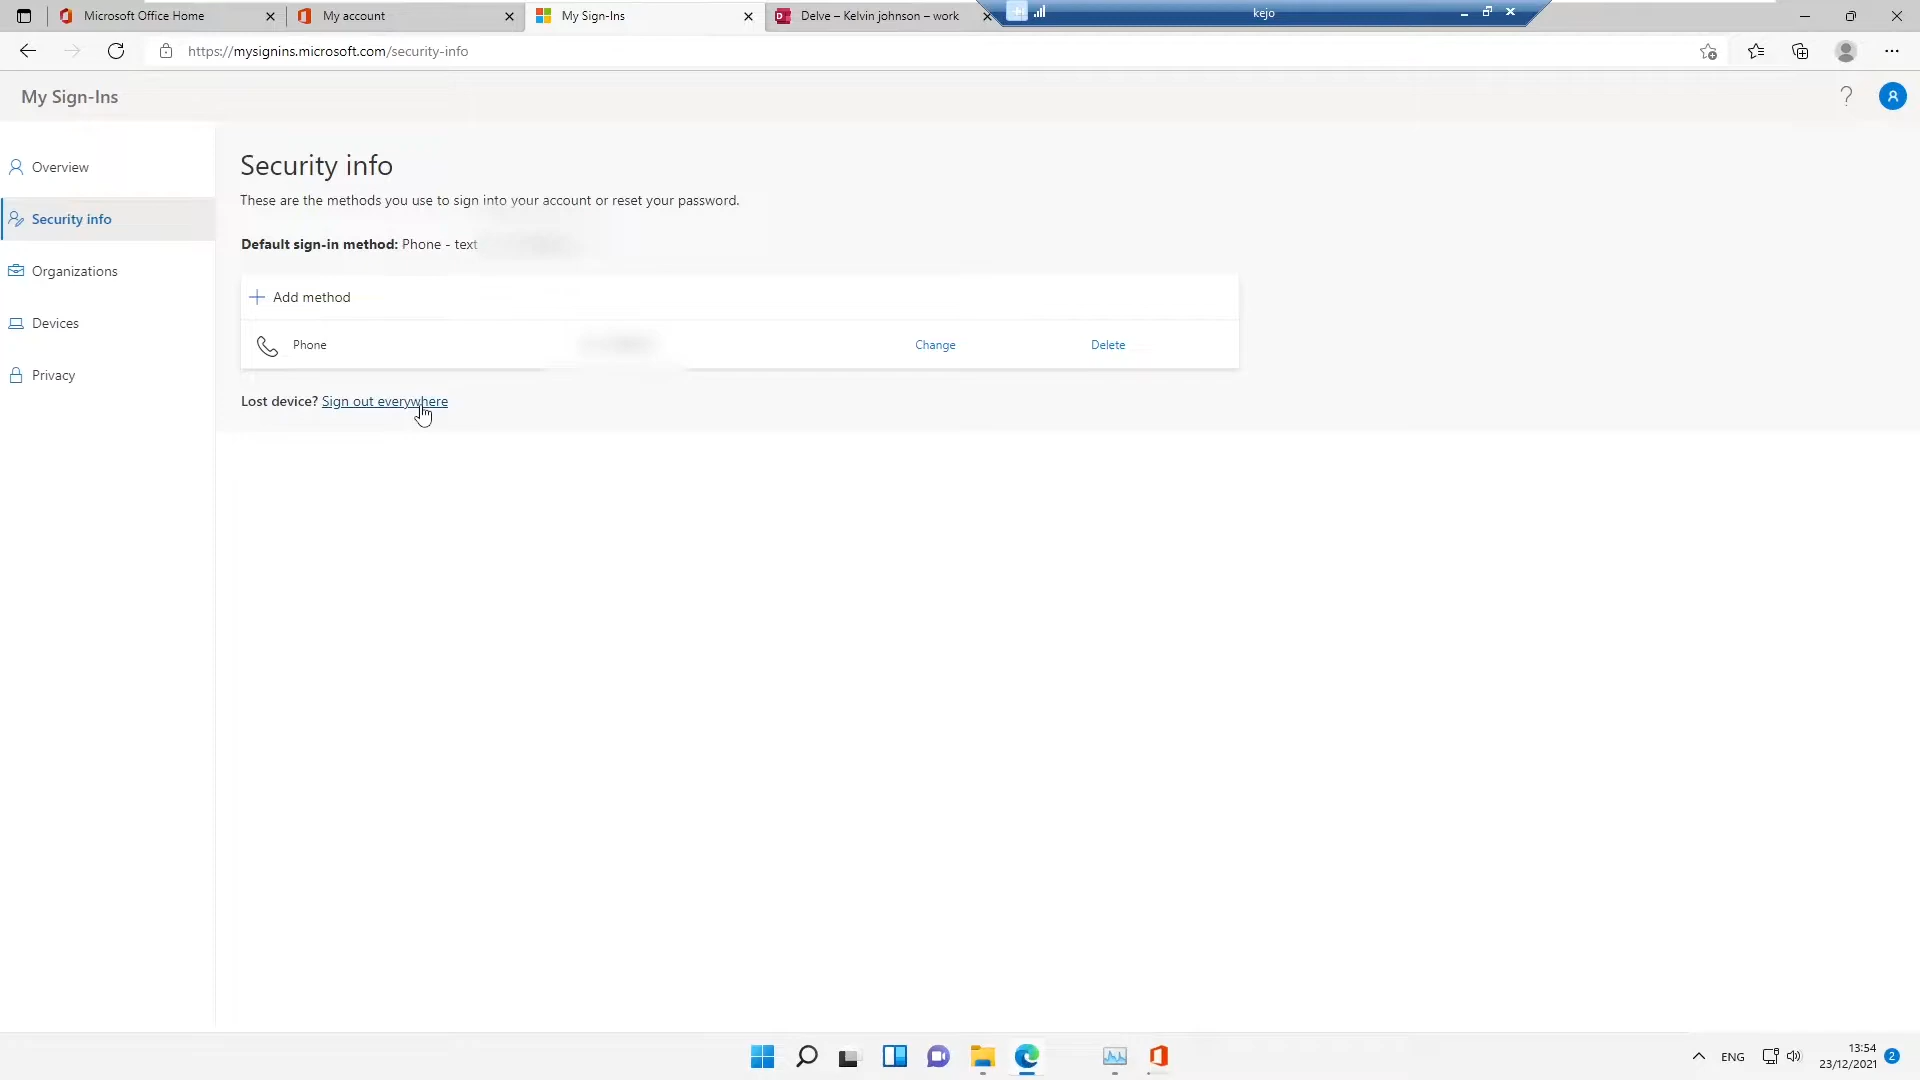 Microsoft Office Home
My account
My Sign-Ins
Delve – Kelvin johnson – work
kejo
https://mysignins.microsoft.com/security-info
My Sign-Ins
Overview
Security info
Organizations
Devices
Privacy
Security info
These are the methods you use to sign into your account or reset your password.
Default sign-in method: Phone - text
Add method
Phone
Change
Delete
Lost device? Sign out everywhere
ENG
13:54
23/12/2021
2